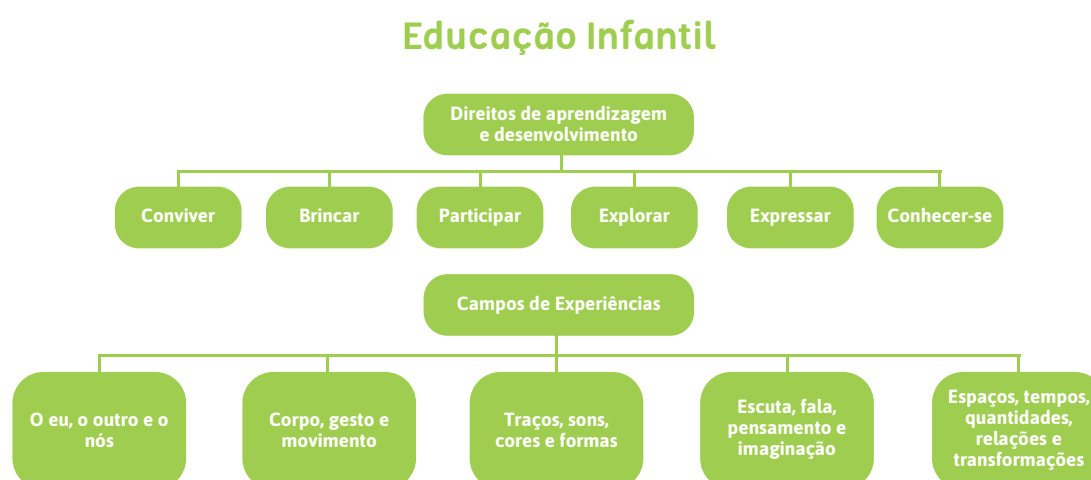 Educação Infantil
Direitos de aprendizagem
e desenvolvimento
Conviver
Brincar
Participar
Explorar
Expressar
Conhecer-se
Campos de Experiências
O eu, o outro e o
nós
Corpo, gesto e
movimento
Traços, sons,
cores e formas
Escuta, fala,
pensamento e
imaginação
Espaços, tempos,
quantidades,
relações e
transformações